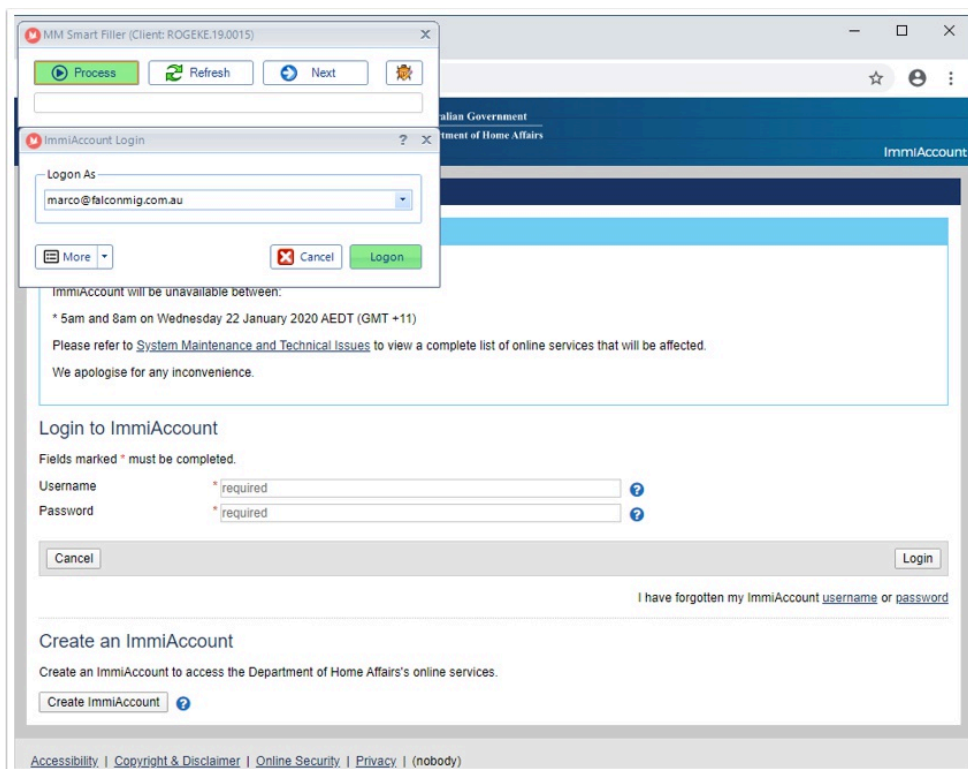 MM Smart Filler (Client: ROGEKE.19.0015)
Process Refresh Next
ImmiAccount Login
Logon As
marco@falconmig.com.au
More Cancel Logon
alian Government
tment of Home Affairs
ImmiAccount
ImmiAccount will be unavailable between:
* 5am and 8am on Wednesday 22 January 2020 AEDT (GMT +11)
Please refer to System Maintenance and Technical Issues to view a complete list of online services that will be affected.
We apologise for any inconvenience.
Login to ImmiAccount
Fields marked * must be completed.
Username * required
Password * required
Cancel Login
I have forgotten my ImmiAccount username or password
Create an ImmiAccount
Create an ImmiAccount to access the Department of Home Affairs's online services.
Create ImmiAccount
Accessibility | Copyright & Disclaimer | Online Security | Privacy | (nobody)